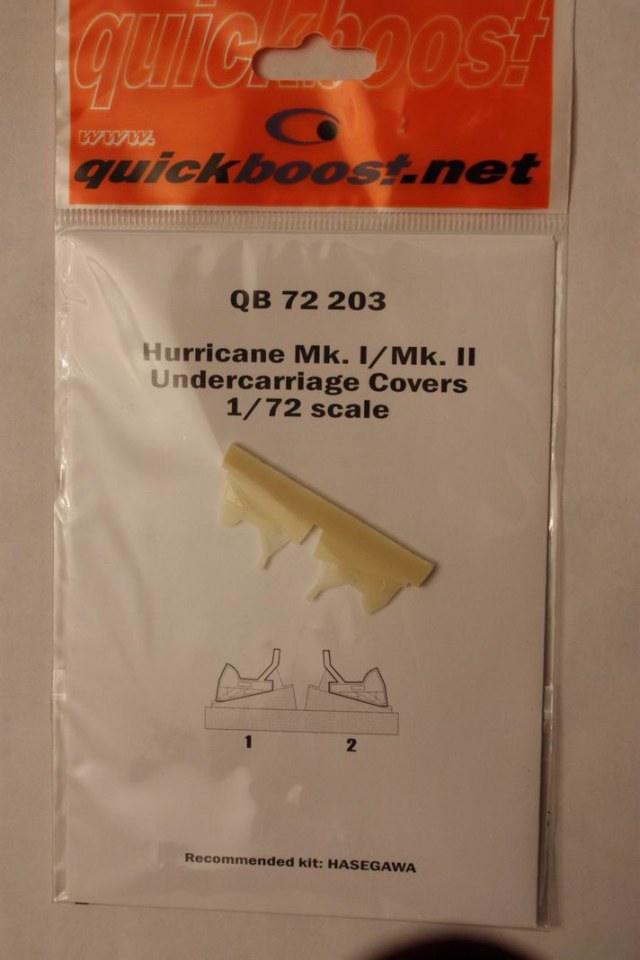 quickboost
www.
quickboost.net
QB 72 203
Hurricane Mk. I/Mk. II
Undercarriage Covers
1/72 scale
1 2
Recommended kit: HASEGAWA